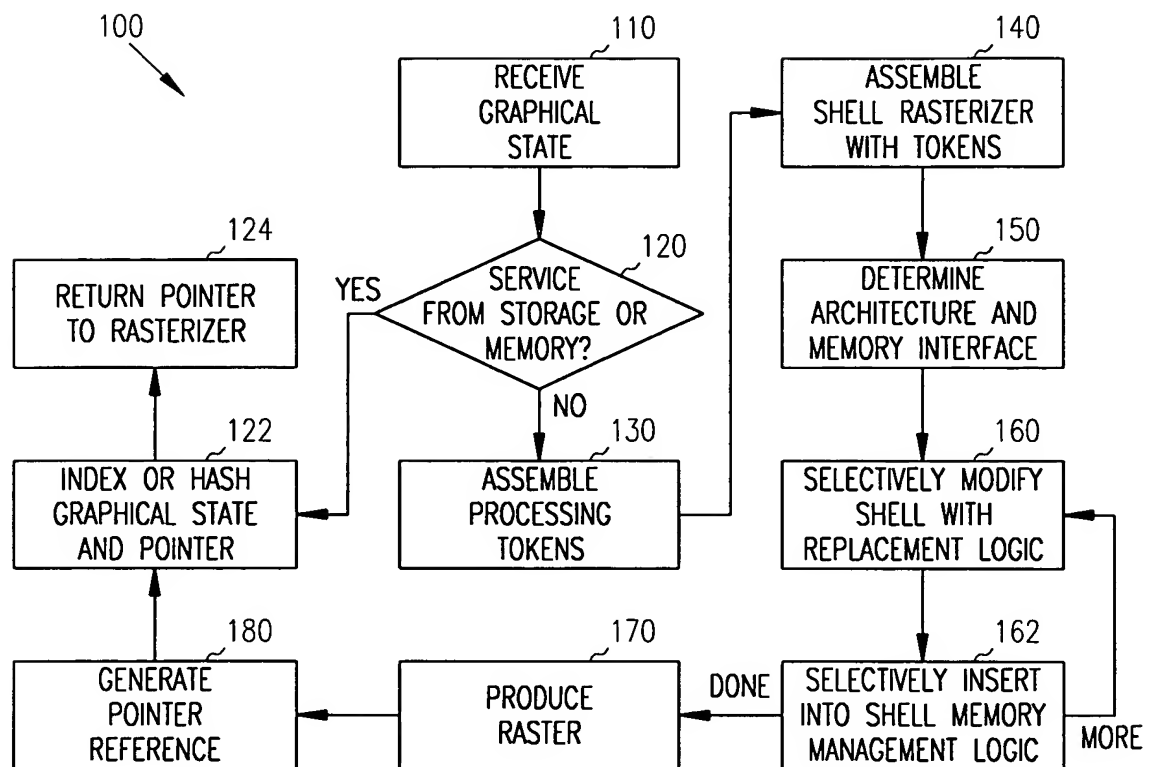 100
110
RECEIVE
GRAPHICAL
STATE
140
ASSEMBLE
SHELL RASTERIZER
WITH TOKENS
124
RETURN POINTER
TO RASTERIZER
YES
120
SERVICE
FROM STORAGE OR
MEMORY?
NO
150
DETERMINE
ARCHITECTURE AND
MEMORY INTERFACE
122
INDEX OR HASH
GRAPHICAL STATE
AND POINTER
130
ASSEMBLE
PROCESSING
TOKENS
160
SELECTIVELY MODIFY
SHELL WITH
REPLACEMENT LOGIC
180
GENERATE
POINTER
REFERENCE
170
PRODUCE
RASTER
DONE
162
SELECTIVELY INSERT
INTO SHELL MEMORY
MANAGEMENT LOGIC
MORE